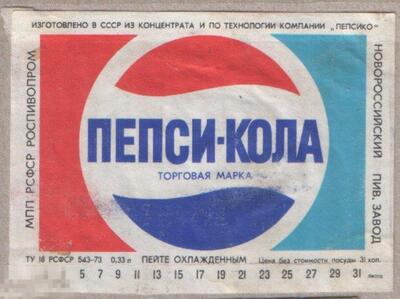 ИЗГОТОВЛЕНО В СССР ИЗ КОНЦЕНТРАТА И ПО ТЕХНОЛОГИИ КОМПАНИИ „ПЕПСИКО"
МПП РСФСР РОСПИВОПРОМ
ПЕПСИ-КОЛА
ТОРГОВАЯ МАРКА
НОВОРОССИЙСКИЙ ПИВ. ЗАВОД
ТУ 18 РСФСР 543-73 0,33 л ПЕЙТЕ ОХЛАЖДЕННЫМ Цена без стоимости посуды 31 коп.
5 7 9 11 13 15 17 19 21 23 25 27 29 31